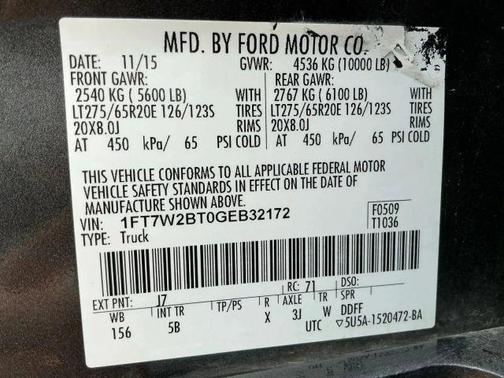 MFD. BY FORD MOTOR CO.
DATE: 11/15 GVWR: 4536 KG (10000 LB)
FRONT GAWR: REAR GAWR:
2540 KG ( 5600 LB) WITH 2767 KG ( 6100 LB) WITH
LT275/65R20E 126/123S TIRES LT275/65R20E 126/123S TIRES
20X8.0J RIMS 20X8.0J RIMS
AT 450 kPa/ 65 PSI COLD AT 450 kPa/ 65 PSI COLD
THIS VEHICLE CONFORMS TO ALL APPLICABLE FEDERAL MOTOR
VEHICLE SAFETY STANDARDS IN EFFECT ON THE DATE OF
MANUFACTURE SHOWN ABOVE.
VIN: 1FT7W2BT0GEB32172 F0509
TYPE: Truck T1036
EXT PNT: J7 RC: 71 DSO:
WB INT TR TP/PS R AXLE TR SPR
156 5B X 3J W DDFF
UTC ▽5U5A-1520472-BA